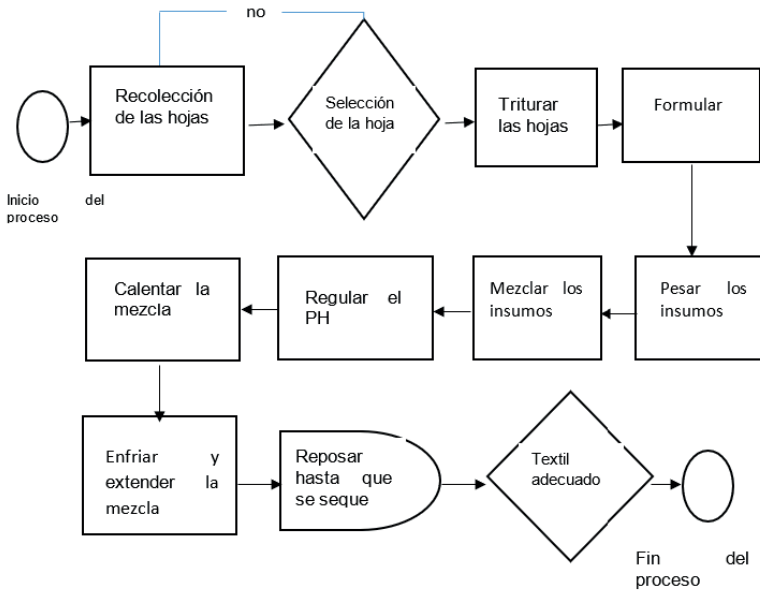 no
Recolección
de las hojas
Selección
de la hoja
Triturar
las hojas
Formular
Inicio del
proceso
Calentar la
mezcla
Regular el
PH
Mezclar los
insumos
Pesar los
insumos
Enfriar y
extender la
mezcla
Reposar
hasta que
se seque
Textil
adecuado
Fin del
proceso